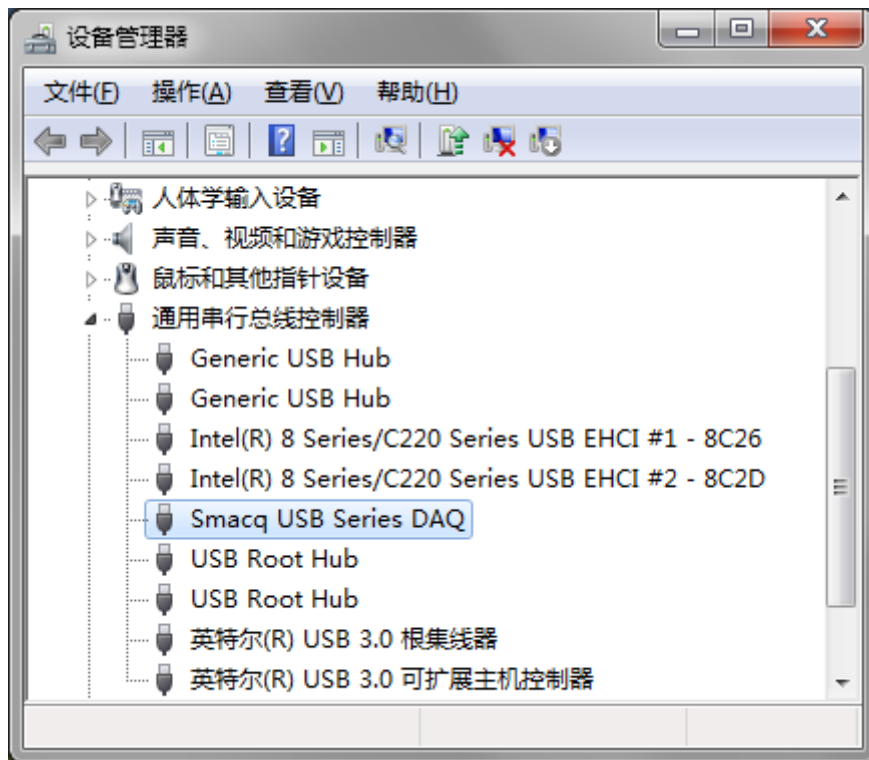 设备管理器
文件(F) 操作(A) 查看(V) 帮助(H)
人体学输入设备
声音、视频和游戏控制器
鼠标和其他指针设备
通用串行总线控制器
Generic USB Hub
Generic USB Hub
Intel(R) 8 Series/C220 Series USB EHCI #1 - 8C26
Intel(R) 8 Series/C220 Series USB EHCI #2 - 8C2D
Smacq USB Series DAQ
USB Root Hub
USB Root Hub
英特尔(R) USB 3.0 根集线器
英特尔(R) USB 3.0 可扩展主机控制器